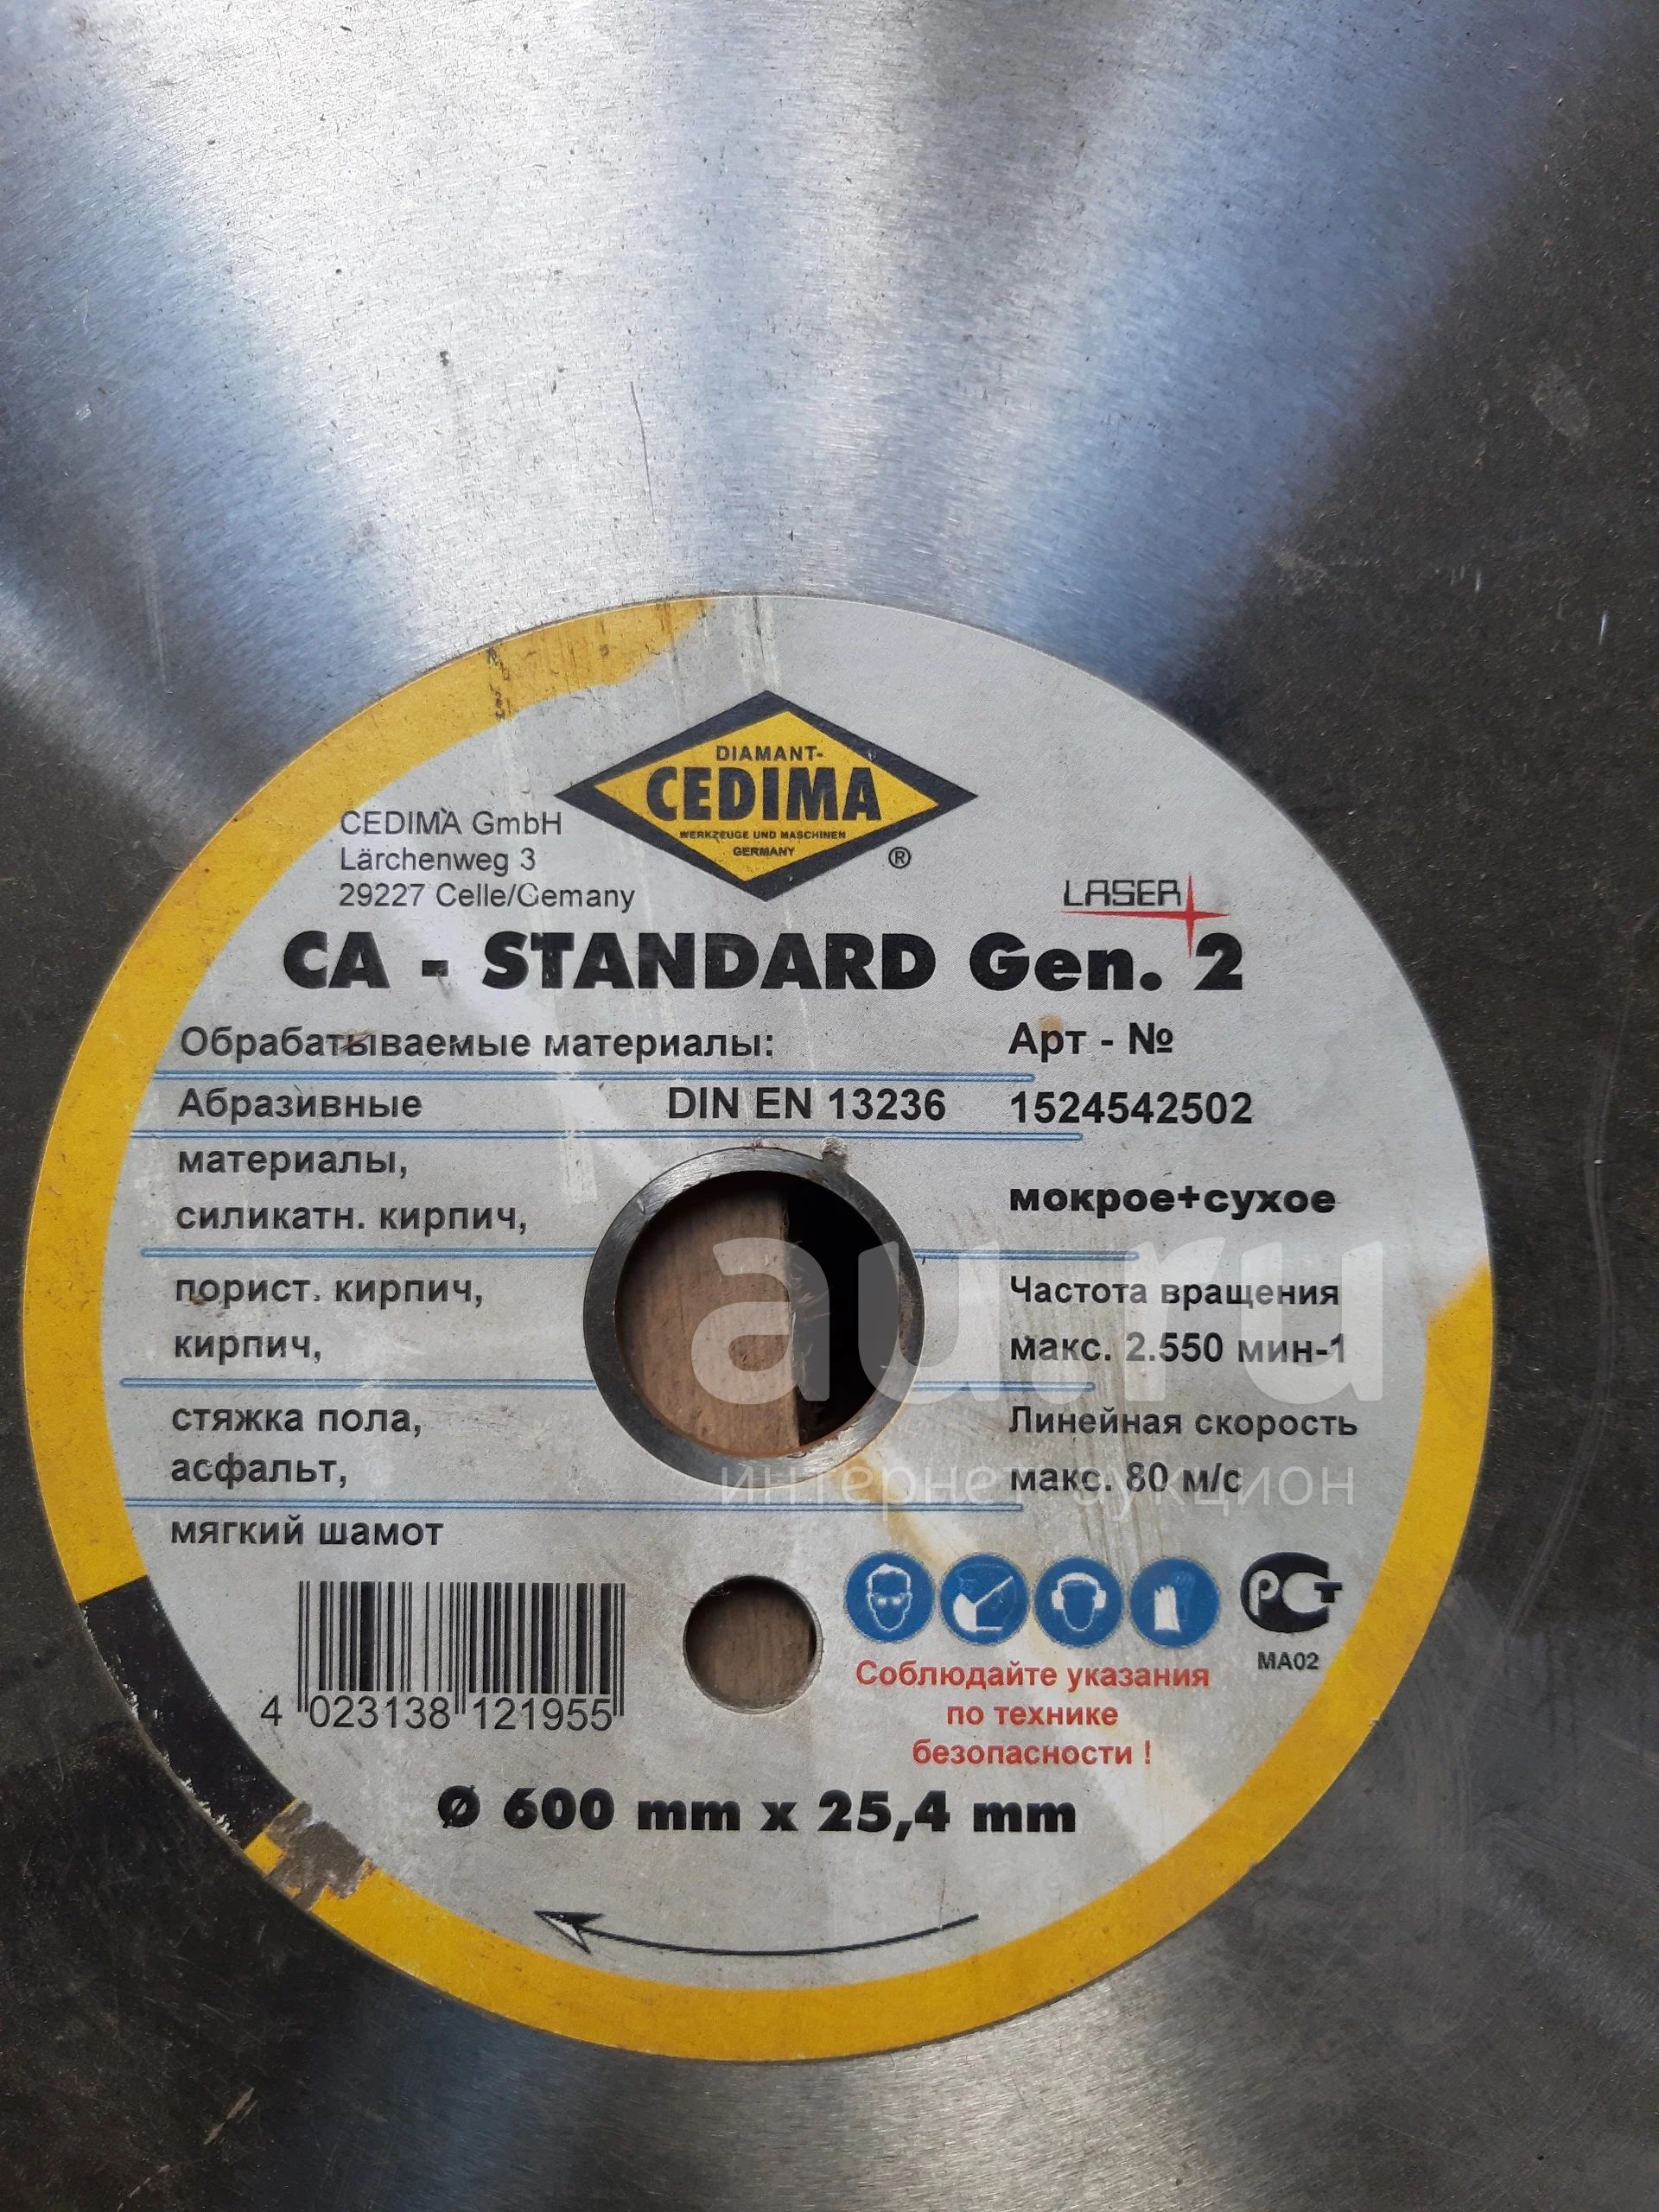 DIAMANT-
CEDIMA
WERKZEUGE UND MASCHINEN
GERMANY
®
CEDIMA GmbH
Lärchenweg 3
29227 Celle/Gemany
LASER
CA - STANDARD Gen. 2
Обрабатываемые материалы:
Арт - №
Абразивные
DIN EN 13236
1524542502
материалы,
силикатн. кирпич,
мокрое+сухое
порист. кирпич,
Частота вращения
кирпич,
макс. 2.550 мин-1
au.ru
стяжка пола,
Линейная скорость
асфальт,
макс. 80 м/с
интернет аукцион
мягкий шамот
РСТ
МА02
Соблюдайте указания
по технике
безопасности !
4 023138 121955
Ø 600 mm x 25,4 mm